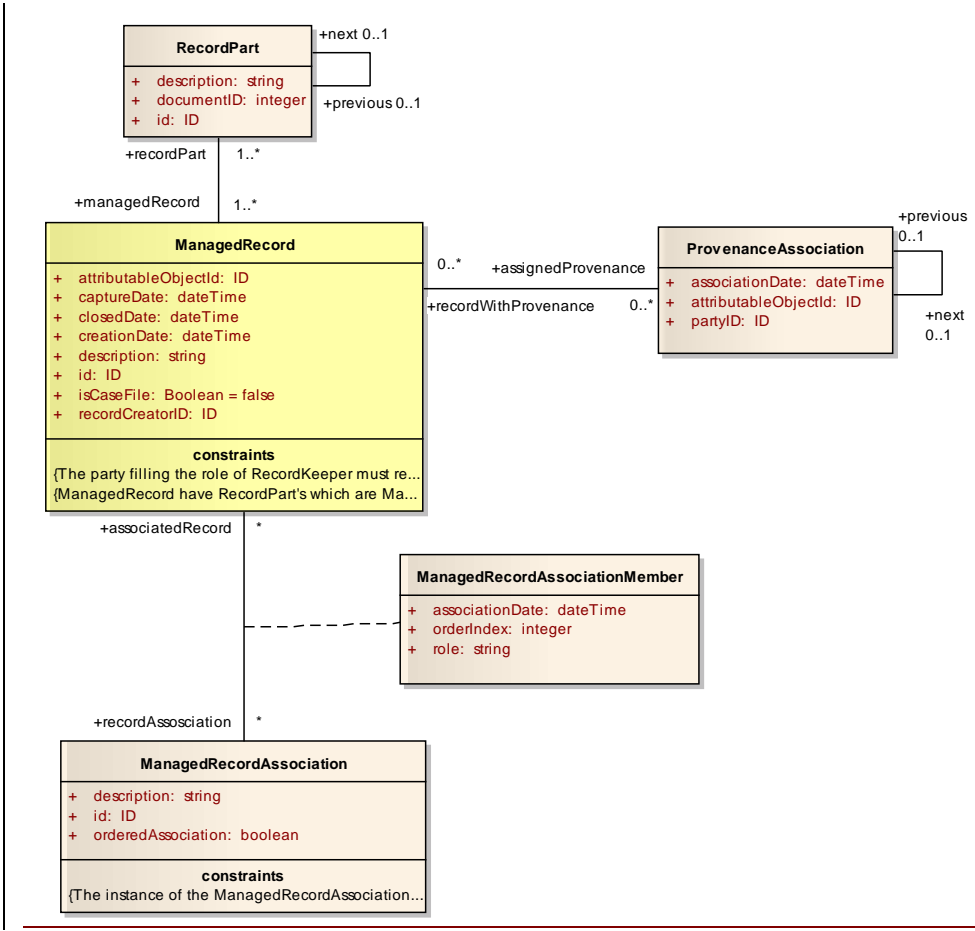 +next 0..1
RecordPart
+ description: string
+ documentID: integer
+ id: ID
+previous 0..1
+recordPart 1..*
+managedRecord 1..*
ManagedRecord
+ attributableObjectId: ID
+ captureDate: dateTime
+ closedDate: dateTime
+ creationDate: dateTime
+ description: string
+ id: ID
+ isCaseFile: Boolean = false
+ recordCreatorID: ID
constraints
{The party filling the role of RecordKeeper must re...
{ManagedRecord have RecordPart's which are Ma...
0..* +assignedProvenance
+recordWithProvenance 0..*
+previous
0..1
ProvenanceAssociation
+ associationDate: dateTime
+ attributableObjectId: ID
+ partyID: ID
+next
0..1
+associatedRecord *
ManagedRecordAssociationMember
+ associationDate: dateTime
+ orderIndex: integer
+ role: string
+recordAssosciation *
ManagedRecordAssociation
+ description: string
+ id: ID
+ orderedAssociation: boolean
constraints
{The instance of the ManagedRecordAssociation...